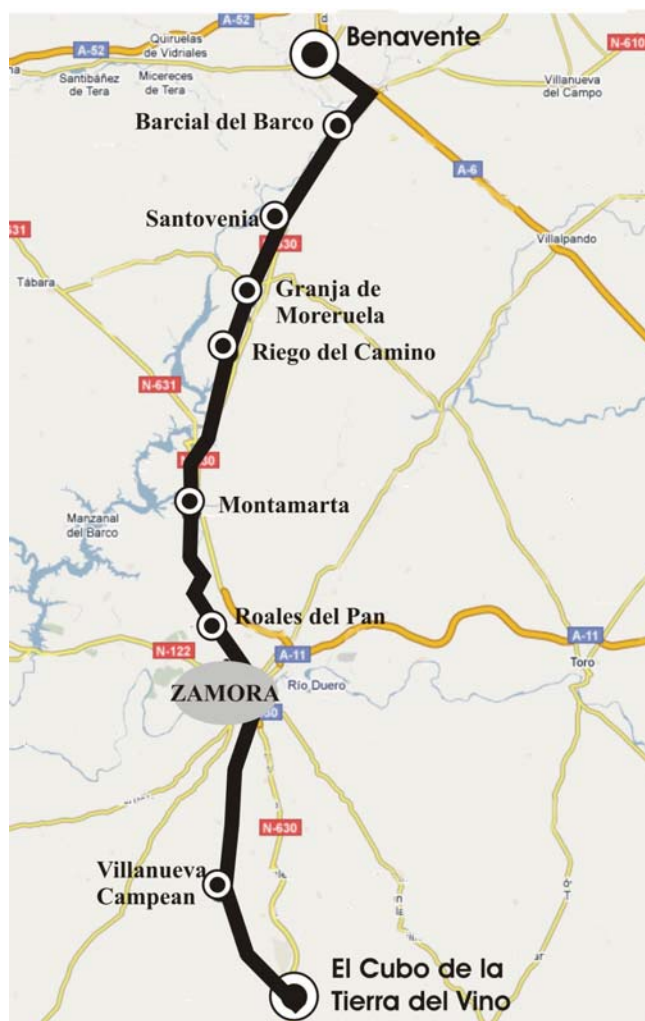 A-52
Quiruelas de
Vidriales
A-52
Benavente
N-610
Santibáñez
de Tera
Micereces
de Tera
Villanueva
del Campo
Barcial del Barco
A-6
Santovenia
Villalpando
Tábara
Granja de
Moreruela
Riego del Camino
N-631
Manzanal
del Barco
Montamarta
Roales del Pan
N-122
A-11
A-11
Toro
ZAMORA
Río Duero
N-630
Villanueva
Campean
El Cubo de la
Tierra del Vino